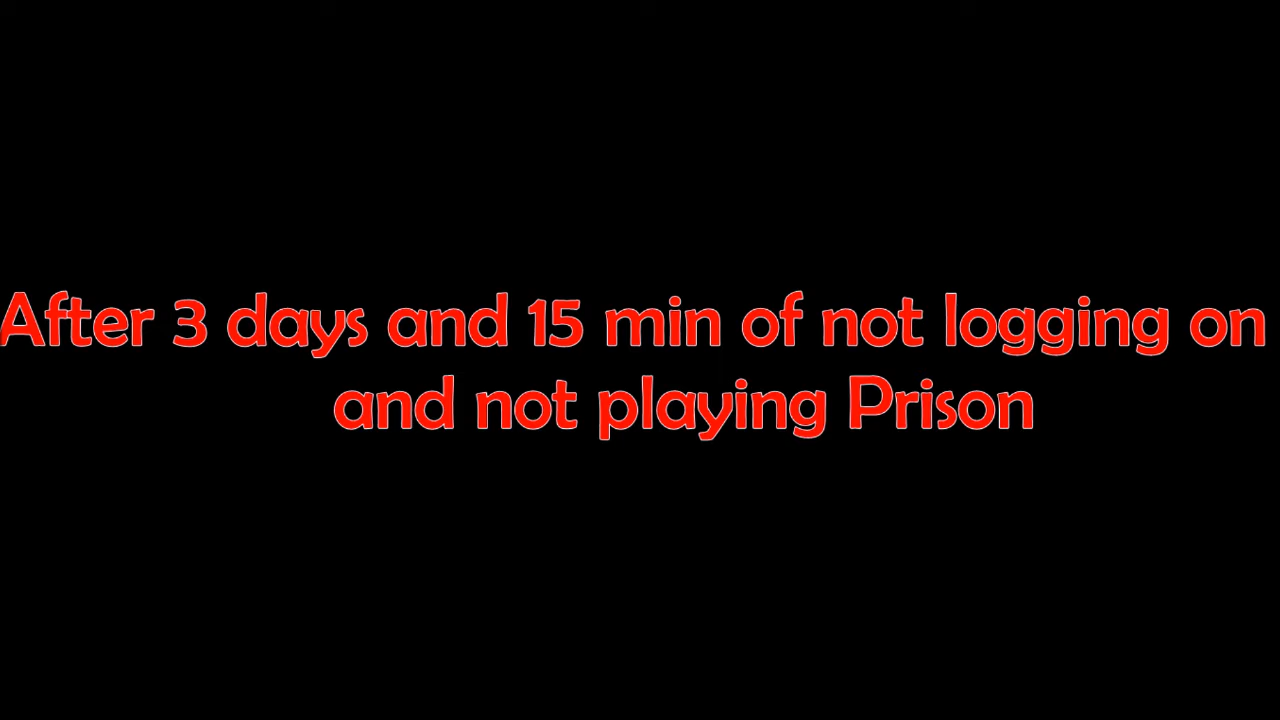 After 3 days and 15 min of not logging on
and not playing Prison